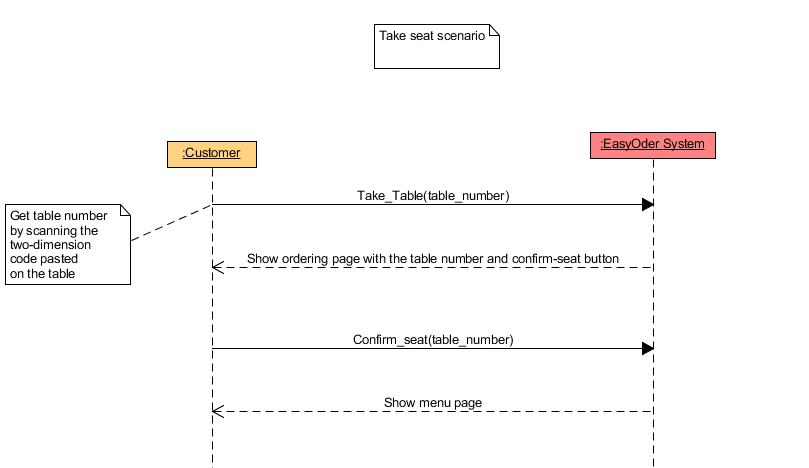 Take seat scenario
:Customer
:EasyOder System
Take_Table(table_number)
Get table number
by scanning the
two-dimension
code pasted
on the table
Show ordering page with the table number and confirm-seat button
Confirm_seat(table_number)
Show menu page